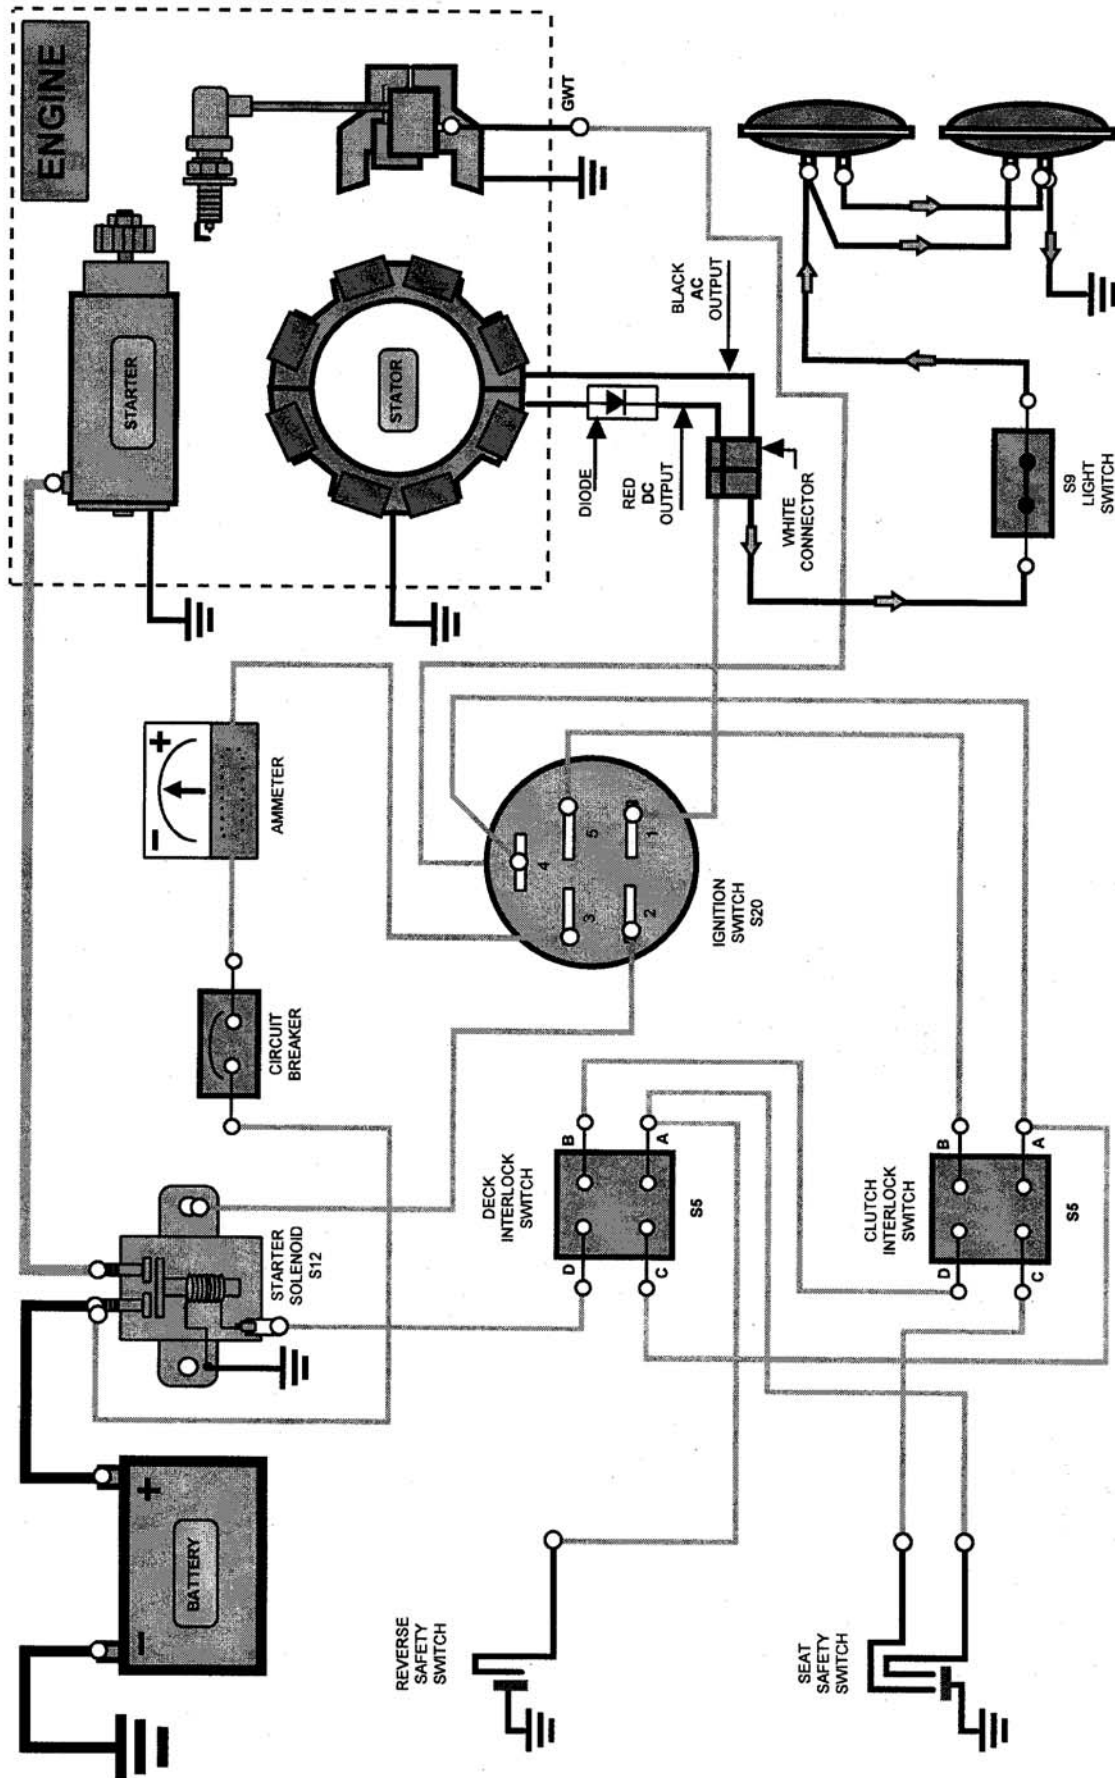 ENGINE
STARTER
STATOR
GWT
BLACK
AC
OUTPUT
DIODE
RED
DC
OUTPUT
WHITE
CONNECTOR
S9
LIGHT
SWITCH
+
−
AMMETER
4
5
3
1
2
IGNITION
SWITCH
S20
CIRCUIT
BREAKER
STARTER
SOLENOID
S12
DECK
INTERLOCK
SWITCH
B
A
D
C
S5
CLUTCH
INTERLOCK
SWITCH
B
A
D
C
S5
+
−
BATTERY
REVERSE
SAFETY
SWITCH
SEAT
SAFETY
SWITCH